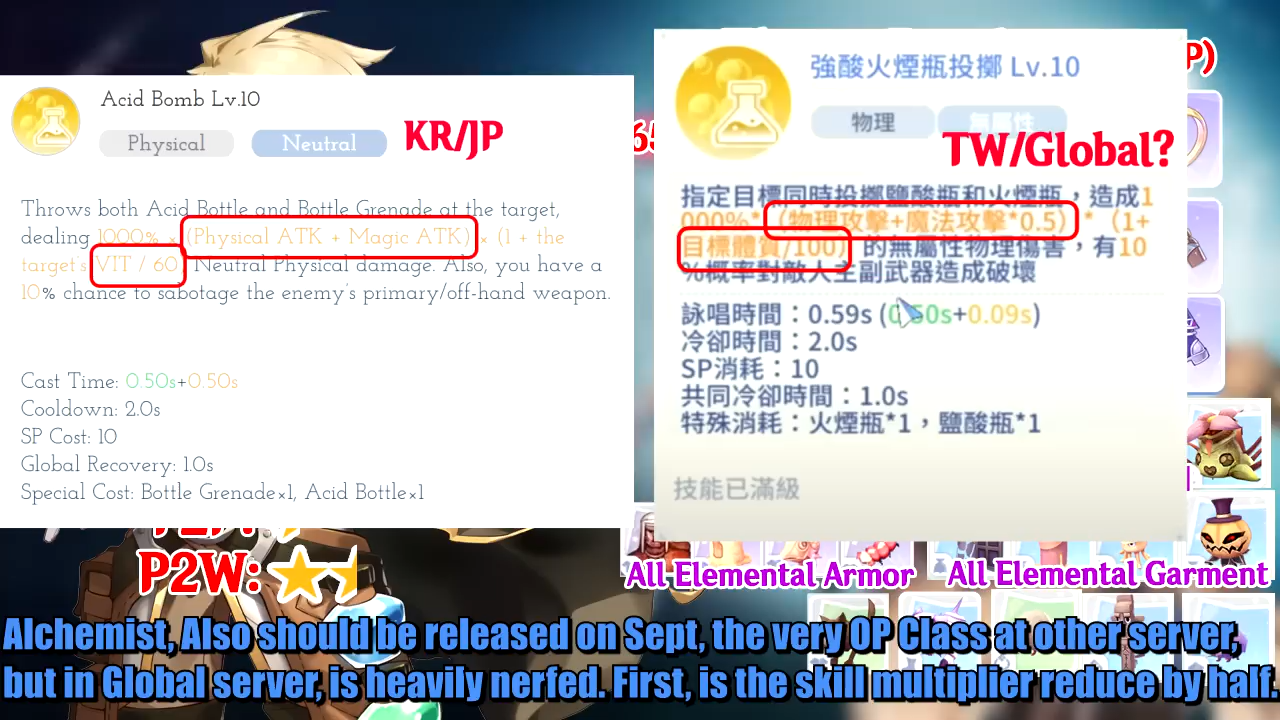 Acid Bomb Lv.10
Physical
Neutral
KR/JP
Throws both Acid Bottle and Bottle Grenade at the target,
dealing 1000% × (Physical ATK + Magic ATK) × (1 + the
target's VIT / 60) Neutral Physical damage. Also, you have a
10% chance to sabotage the enemy's primary/off-hand weapon.
Cast Time: 0.50s+0.50s
Cooldown: 2.0s
SP Cost: 10
Global Recovery: 1.0s
Special Cost: Bottle Grenade×1, Acid Bottle×1
強酸火煙瓶投擲 Lv.10
物理
無屬性
TW/Global?
指定目標同時投擲鹽酸瓶和火煙瓶，造成1
000%*（物理攻擊+魔法攻擊*0.5）*（1+
目標體質/100）的無屬性物理傷害，有10
%概率對敵人主副武器造成破壞
詠唱時間：0.59s (0.50s+0.09s)
冷卻時間：2.0s
SP消耗：10
共同冷卻時間：1.0s
特殊消耗：火煙瓶*1，鹽酸瓶*1
技能已滿級
P)
65
P2W:
All Elemental Armor
All Elemental Garment
Alchemist, Also should be released on Sept, the very OP Class at other server,
but in Global server, is heavily nerfed. First, is the skill multiplier reduce by half.